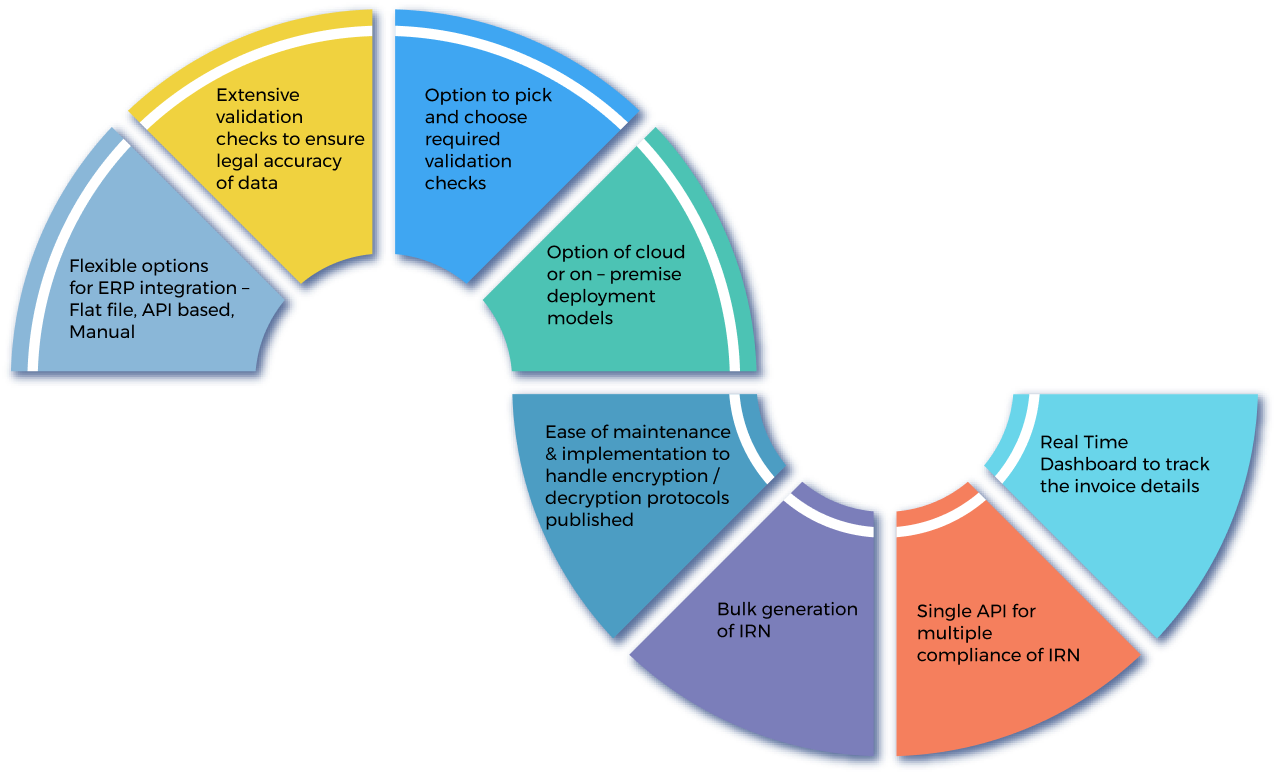 Flexible options
for ERP integration –
Flat file, API based,
Manual
Extensive
validation
checks to ensure
legal accuracy
of data
Option to pick
and choose
required
validation
checks
Option of cloud
or on – premise
deployment
models
Ease of maintenance
& implementation to
handle encryption /
decryption protocols
published
Bulk generation
of IRN
Single API for
multiple
compliance of IRN
Real Time
Dashboard to track
the invoice details